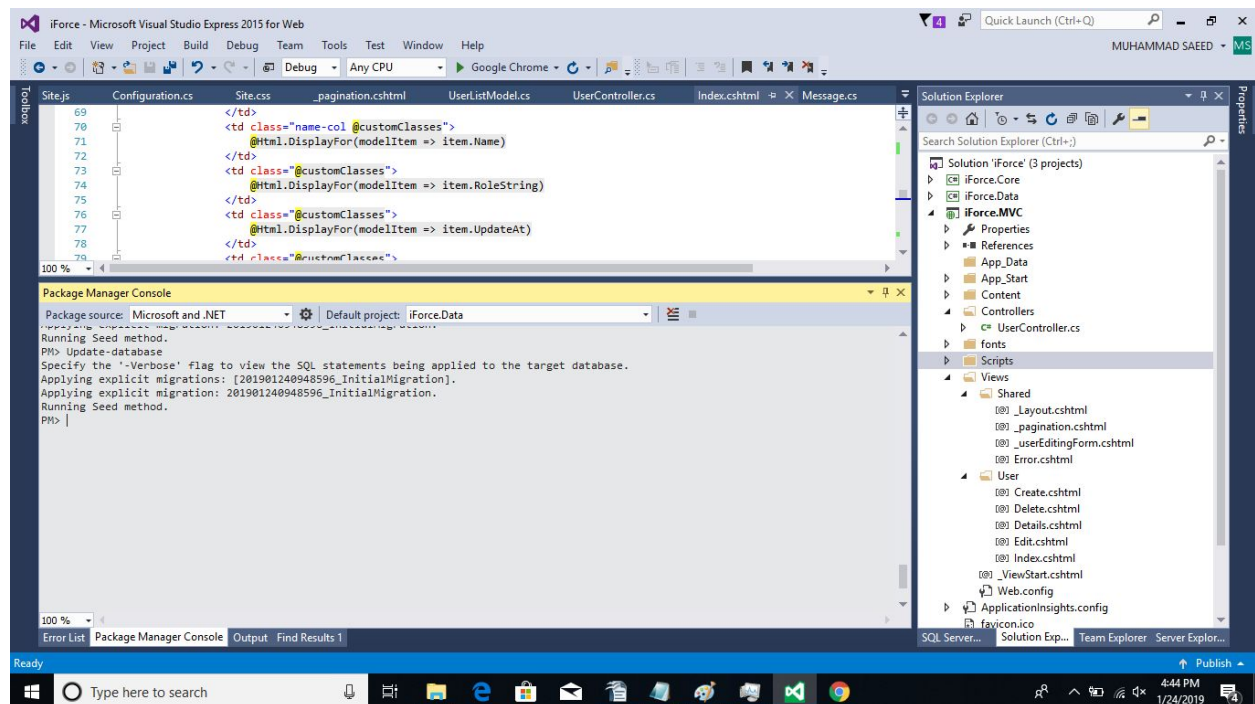 iForce - Microsoft Visual Studio Express 2015 for Web
4
Quick Launch (Ctrl+Q)
File Edit View Project Build Debug Team Tools Test Window Help
MUHAMMAD SAEED
MS
Debug Any CPU Google Chrome
Toolbox
Site.js Configuration.cs Site.css _pagination.cshtml UserListModel.cs UserController.cs Index.cshtml Message.cs
69 </td>
70 <td class="name-col @customClasses">
71 @Html.DisplayFor(modelItem => item.Name)
72 </td>
73 <td class="@customClasses">
74 @Html.DisplayFor(modelItem => item.RoleString)
75 </td>
76 <td class="@customClasses">
77 @Html.DisplayFor(modelItem => item.UpdateAt)
78 </td>
79 <td class="@customClasses">
100 %
Package Manager Console
Package source: Microsoft and .NET Default project: iForce.Data
Applying explicit migration: 201901240948596_InitialMigration.
Running Seed method.
PM> Update-database
Specify the '-Verbose' flag to view the SQL statements being applied to the target database.
Applying explicit migrations: [201901240948596_InitialMigration].
Applying explicit migration: 201901240948596_InitialMigration.
Running Seed method.
PM>
100 %
Error List Package Manager Console Output Find Results 1
Solution Explorer
Search Solution Explorer (Ctrl+;)
Solution 'iForce' (3 projects)
C# iForce.Core
C# iForce.Data
iForce.MVC
Properties
References
App_Data
App_Start
Content
Controllers
C# UserController.cs
fonts
Scripts
Views
Shared
[@] _Layout.cshtml
[@] _pagination.cshtml
[@] _userEditingForm.cshtml
[@] Error.cshtml
User
[@] Create.cshtml
[@] Delete.cshtml
[@] Details.cshtml
[@] Edit.cshtml
[@] Index.cshtml
[@] _ViewStart.cshtml
Web.config
ApplicationInsights.config
favicon.ico
SQL Server... Solution Exp... Team Explorer Server Explor...
Properties
Ready
Publish
Type here to search
4:44 PM
1/24/2019
4